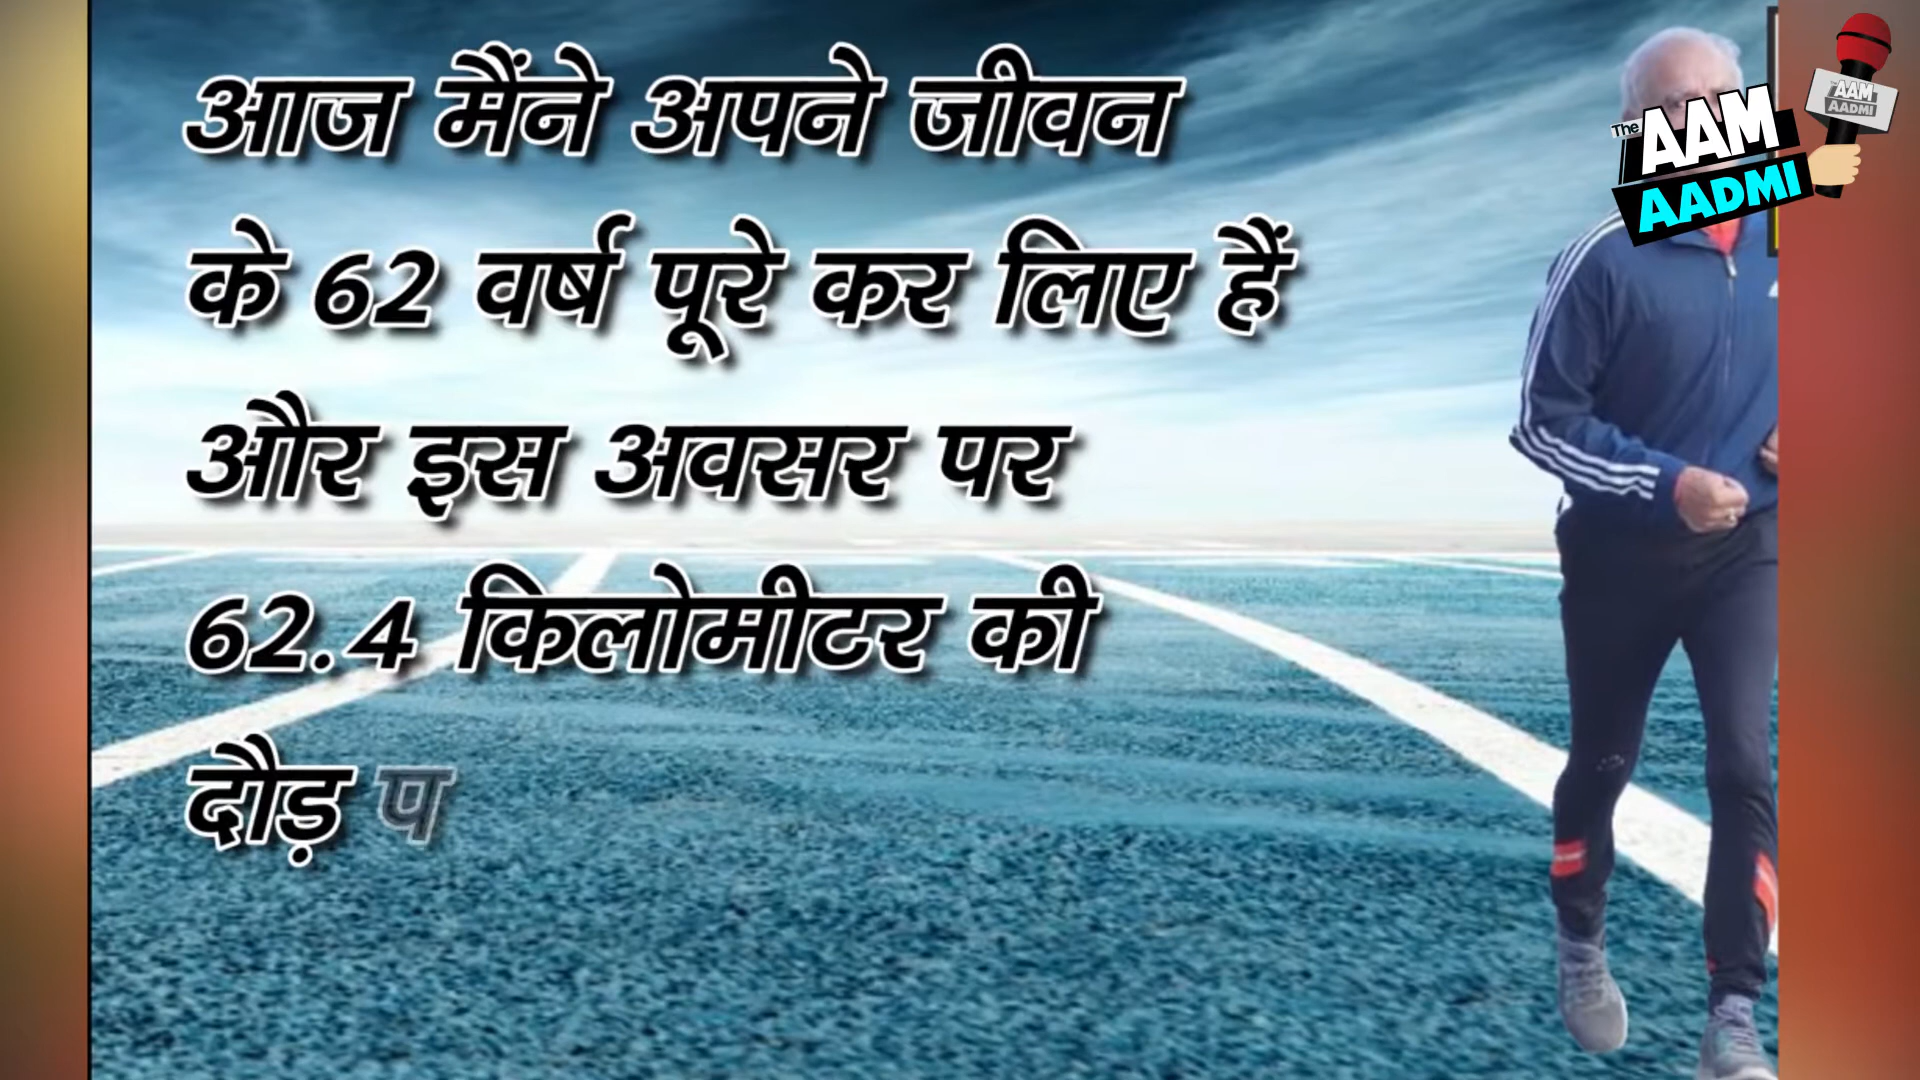 आज मैंने अपने जीवन
के 62 वर्ष पूरे कर लिए हैं
और इस अवसर पर
62.4 किलोमीटर की
दौड़ प
The
AAM
AADMI
AAM
AADMI